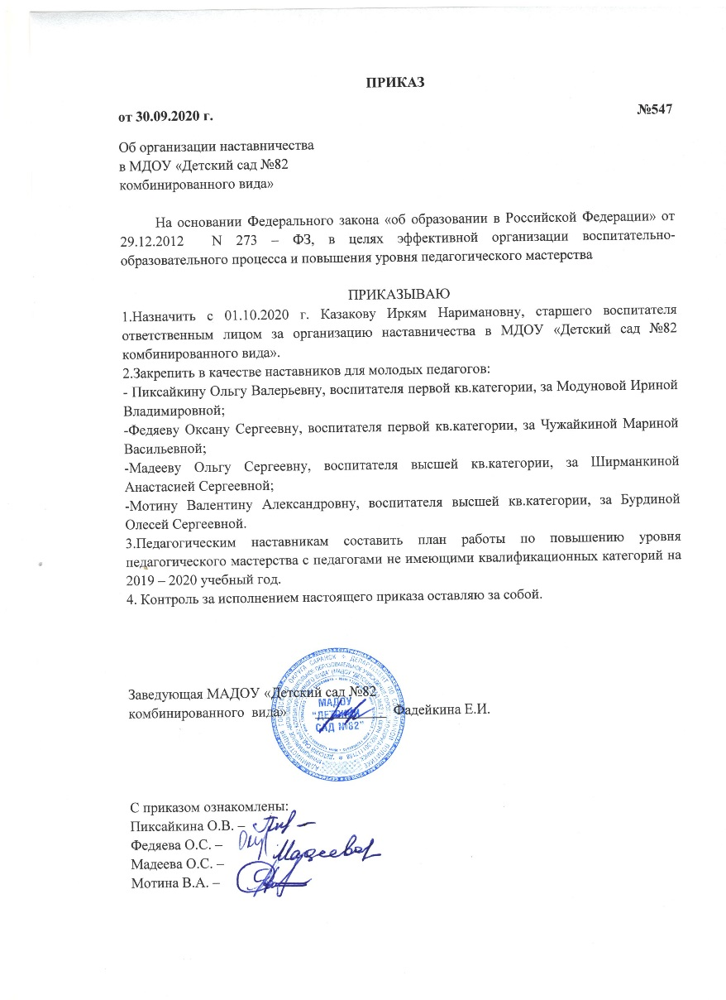 ПРИКАЗ
от 30.09.2020 г. №547
Об организации наставничества
в МДОУ «Детский сад №82
комбинированного вида»
На основании Федерального закона «об образовании в Российской Федерации» от
29.12.2012 N 273 – ФЗ, в целях эффективной организации воспитательно-
образовательного процесса и повышения уровня педагогического мастерства
ПРИКАЗЫВАЮ
1.Назначить с 01.10.2020 г. Казакову Иркям Наримановну, старшего воспитателя
ответственным лицом за организацию наставничества в МДОУ «Детский сад №82
комбинированного вида».
2.Закрепить в качестве наставников для молодых педагогов:
- Пиксайкину Ольгу Валерьевну, воспитателя первой кв.категории, за Модуновой Ириной
Владимировной;
-Федяеву Оксану Сергеевну, воспитателя первой кв.категории, за Чужайкиной Мариной
Васильевной;
-Мадееву Ольгу Сергеевну, воспитателя высшей кв.категории, за Ширманкиной
Анастасией Сергеевной;
-Мотину Валентину Александровну, воспитателя высшей кв.категории, за Бурдиной
Олесей Сергеевной.
3.Педагогическим наставникам составить план работы по повышению уровня
педагогического мастерства с педагогами не имеющими квалификационных категорий на
2019 – 2020 учебный год.
4. Контроль за исполнением настоящего приказа оставляю за собой.
Заведующая МАДОУ «Детский сад №82
комбинированного вида» Фадейкина Е.И.
МАДОУ
"ДЕТСКИЙ
САД №82"
С приказом ознакомлены:
Пиксайкина О.В. –
Федяева О.С. –
Мадеева О.С. – Мадеева
Мотина В.А. –